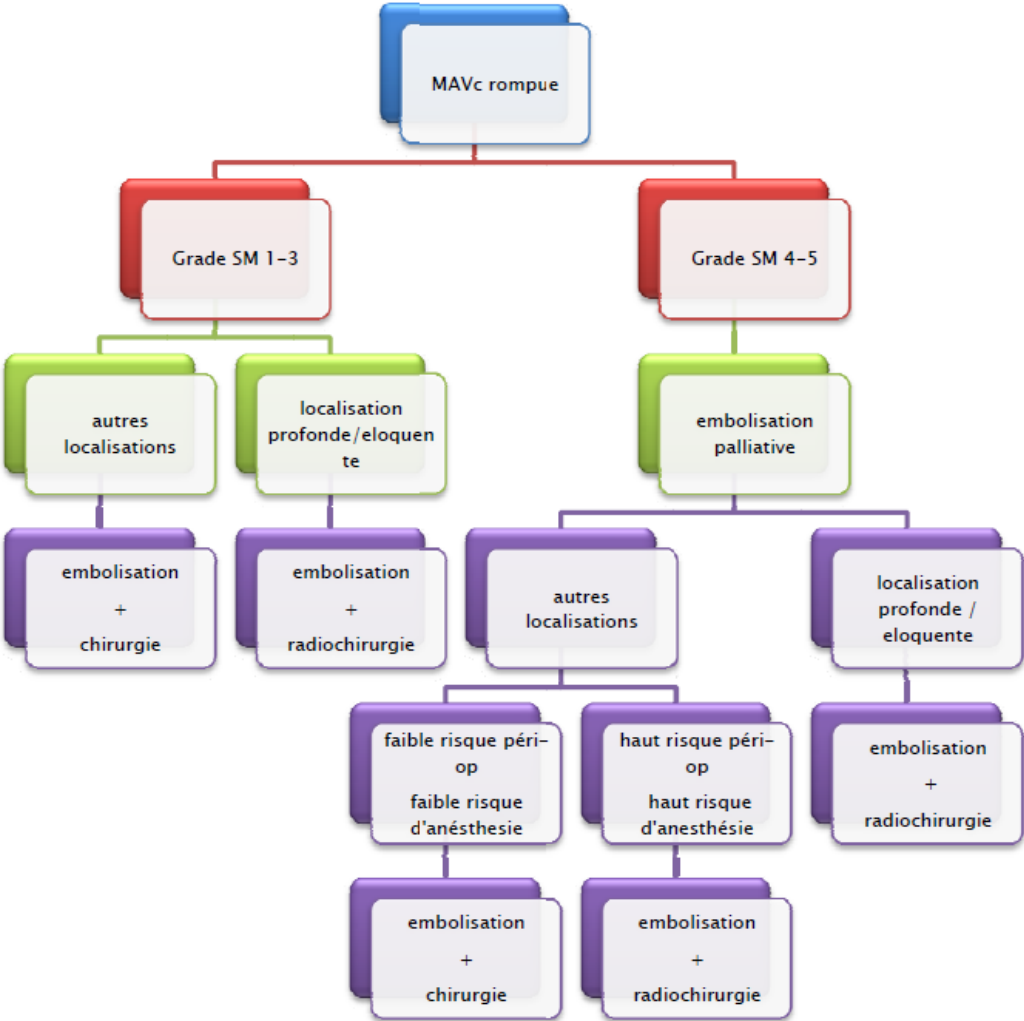 MAVc rompue
Grade SM 1-3
Grade SM 4-5
autres
localisations
localisation
profonde/eloquen
te
embolisation
palliative
embolisation
+
chirurgie
embolisation
+
radiochirurgie
autres
localisations
localisation
profonde /
eloquente
faible risque péri-
op
faible risque
d'anésthesie
haut risque péri-
op
haut risque
d'anesthésie
embolisation
+
radiochirurgie
embolisation
+
chirurgie
embolisation
+
radiochirurgie